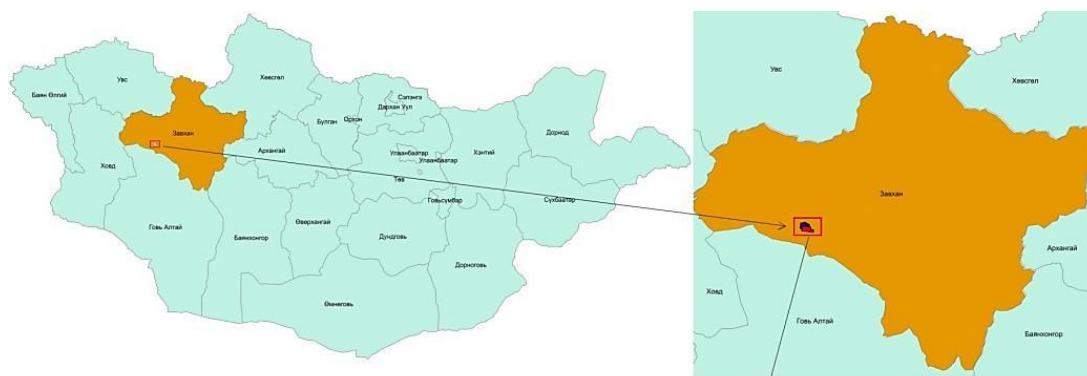 Увс
Хөвсгөл
Баян Өлгий
Сэлэнгэ
Дархан Уул
Булган
Орхон
Завхан
Улаанбаатар
Улаанбаатар
Хэнтий
Дорнод
Архангай
Ховд
Төв
Говьсүмбэр
Сүхбаатар
Говь Алтай
Баянхонгор
Өвөрхангай
Дундговь
Дорноговь
Өмнөговь
Увс
Хөвсгөл
Завхан
Архангай
Ховд
Говь Алтай
Баянхонгор